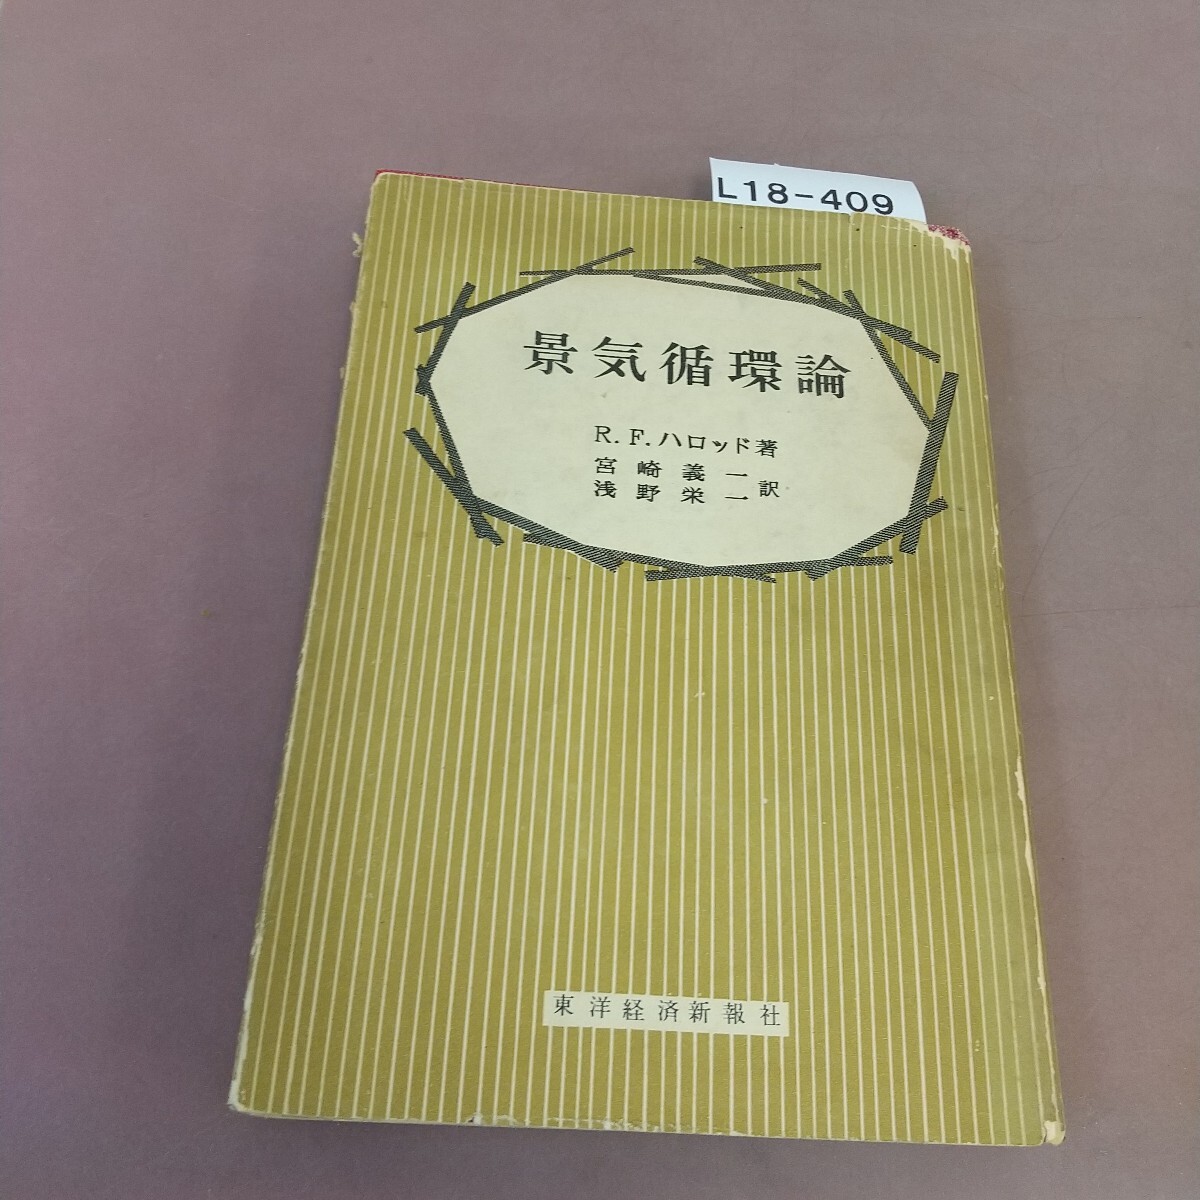 L18-409
景気循環論
R.F.ハロッド著
宮崎義一
浅野栄一 訳
東洋経済新報社